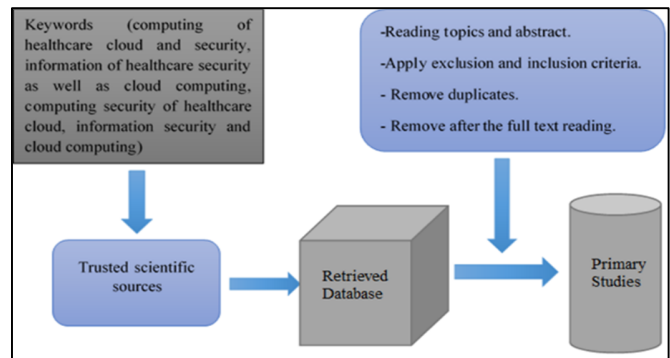 Keywords (computing of
healthcare cloud and security,
information of healthcare security
as well as cloud computing,
computing security of healthcare
cloud, information security and
cloud computing)
-Reading topics and abstract.
-Apply exclusion and inclusion criteria.
- Remove duplicates.
- Remove after the full text reading.
Trusted scientific
sources
Retrieved
Database
Primary
Studies